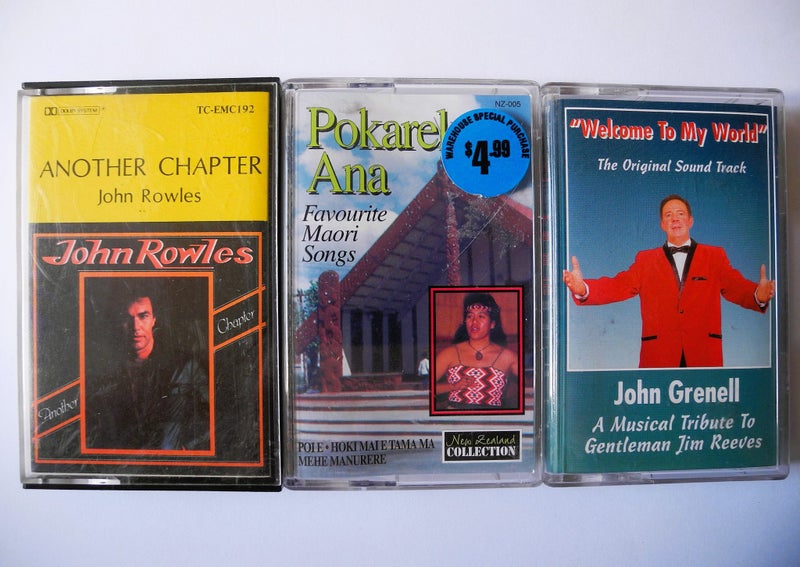 DOLBY SYSTEM
TC-EMC192
ANOTHER CHAPTER
John Rowles
John Rowles
Chapter
Another
NZ-005
Pokarek
Ana
WAREHOUSE SPECIAL PURCHASE
$4.99
Favourite
Maori
Songs
POI E • HOKI MAI E TAMA MA
MEHE MANURERE
New Zealand
COLLECTION
"Welcome To My World"
The Original Sound Track
John Grenell
A Musical Tribute To
Gentleman Jim Reeves